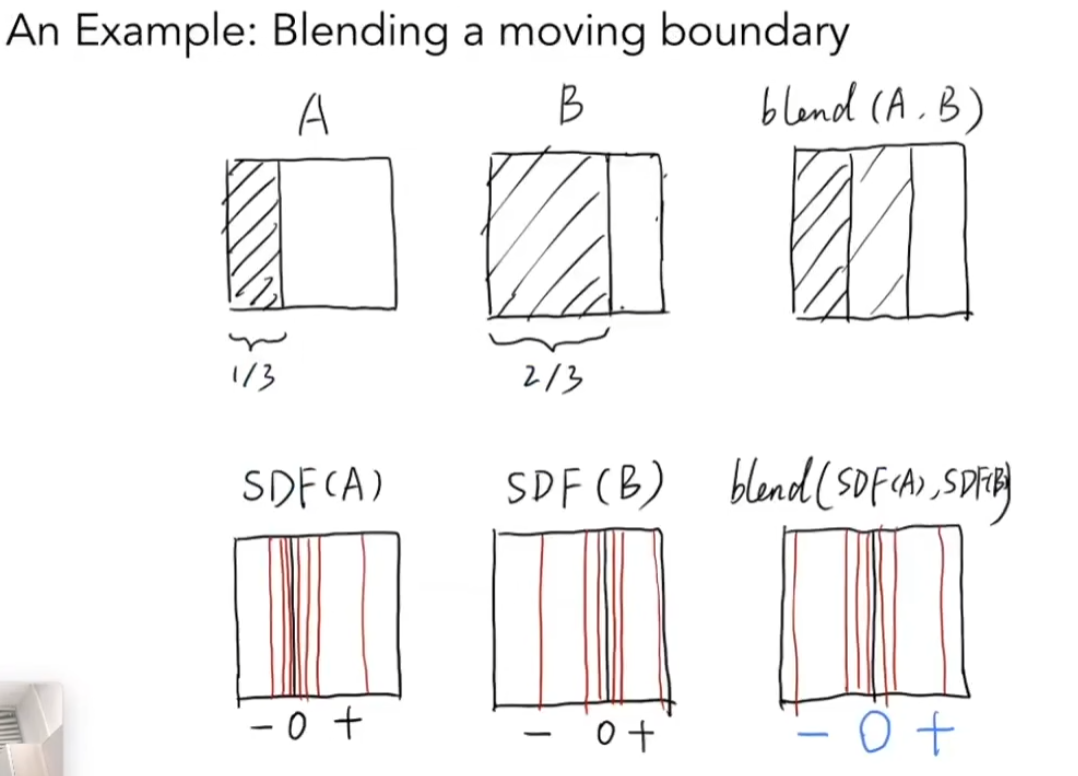 An Example: Blending a moving boundary
A B blend (A, B)
1/3 2/3
SDF(A) SDF(B) blend(SDF(A), SDF(B))
- 0 + - 0 + - 0 +